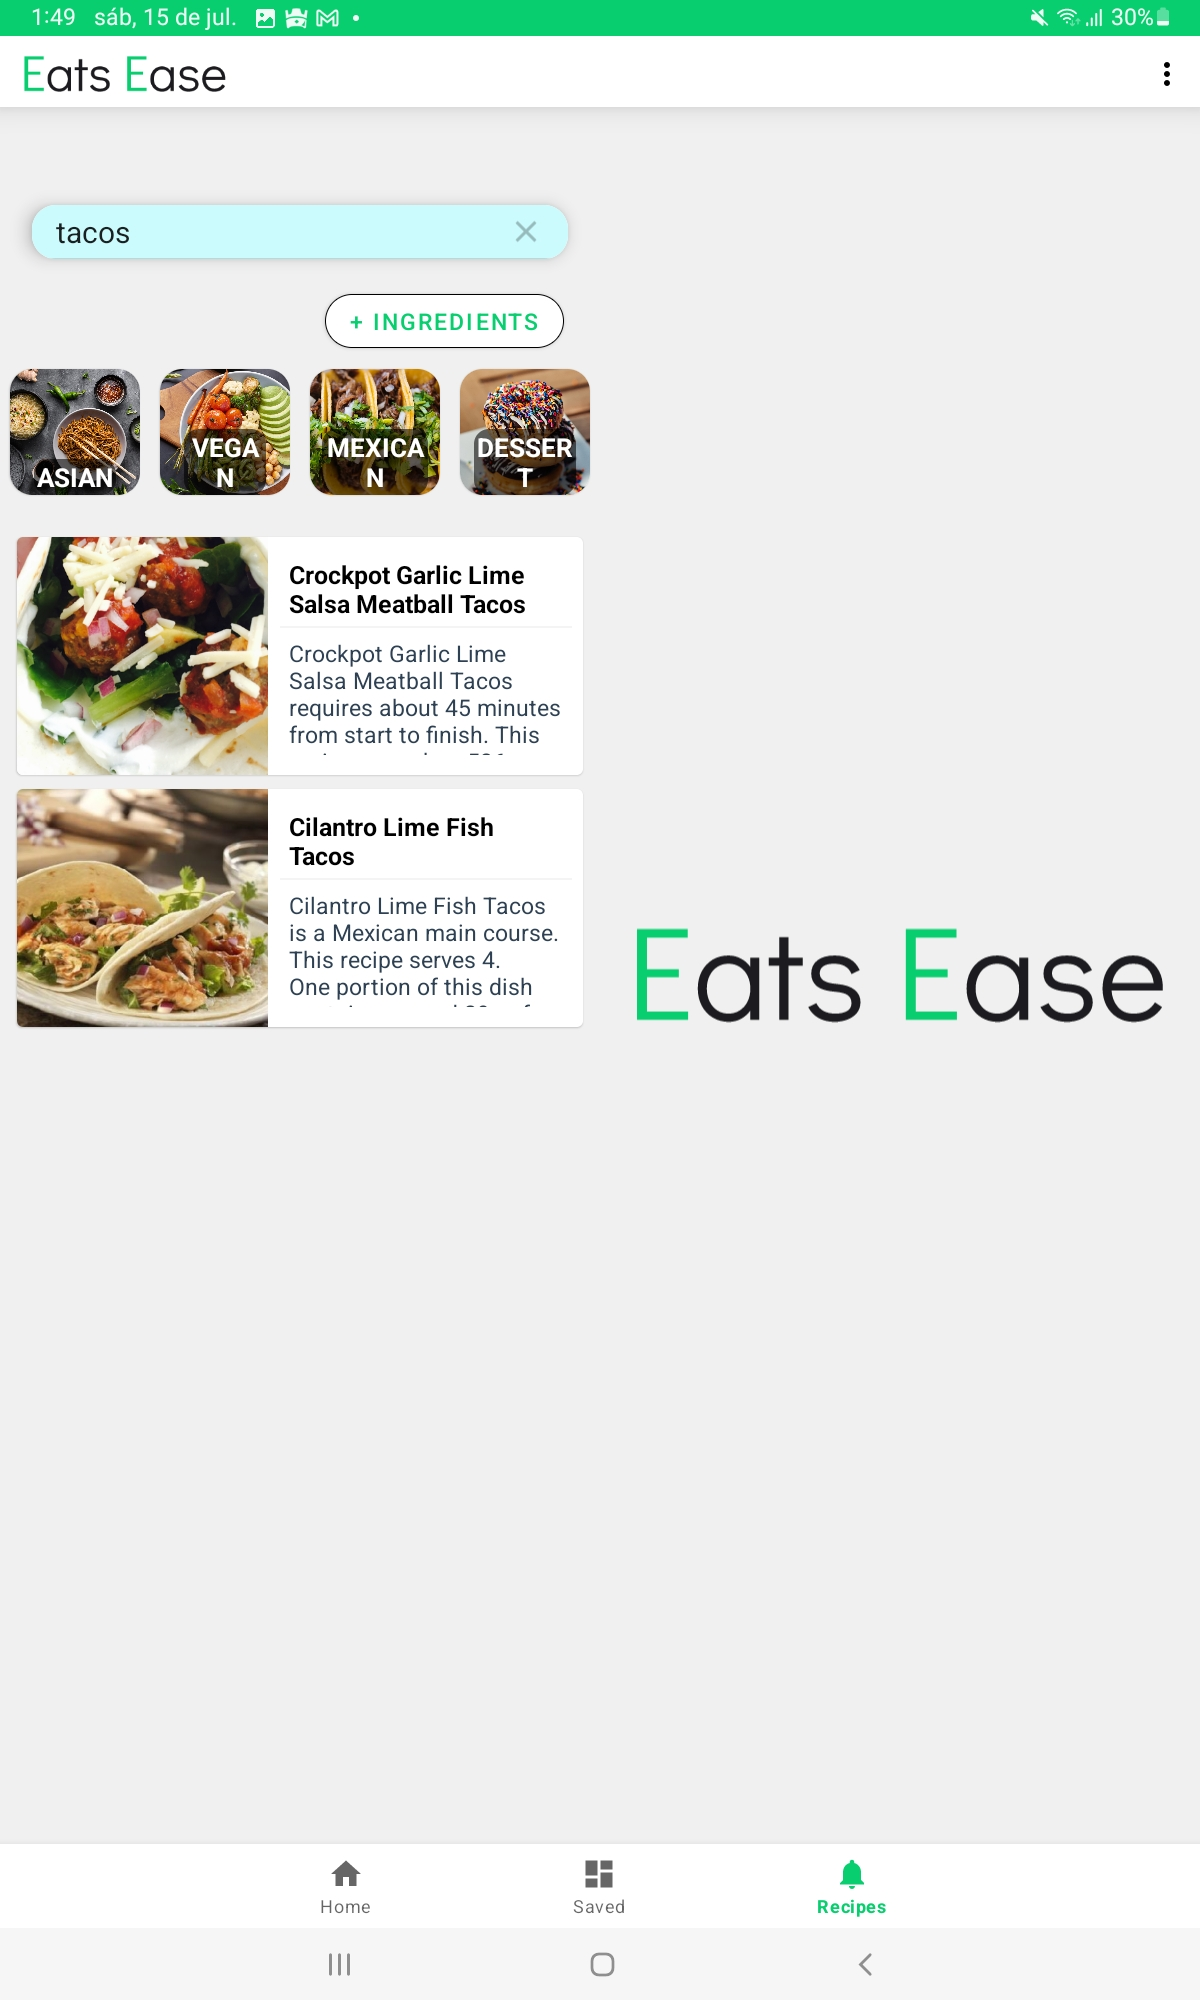 1:49 sáb, 15 de jul.
30%
Eats Ease
tacos
+ INGREDIENTS
ASIAN
VEGA
N
MEXICA
N
DESSER
T
Crockpot Garlic Lime
Salsa Meatball Tacos
Crockpot Garlic Lime
Salsa Meatball Tacos
requires about 45 minutes
from start to finish. This
Cilantro Lime Fish
Tacos
Cilantro Lime Fish Tacos
is a Mexican main course.
This recipe serves 4.
One portion of this dish
Eats Ease
Home
Saved
Recipes